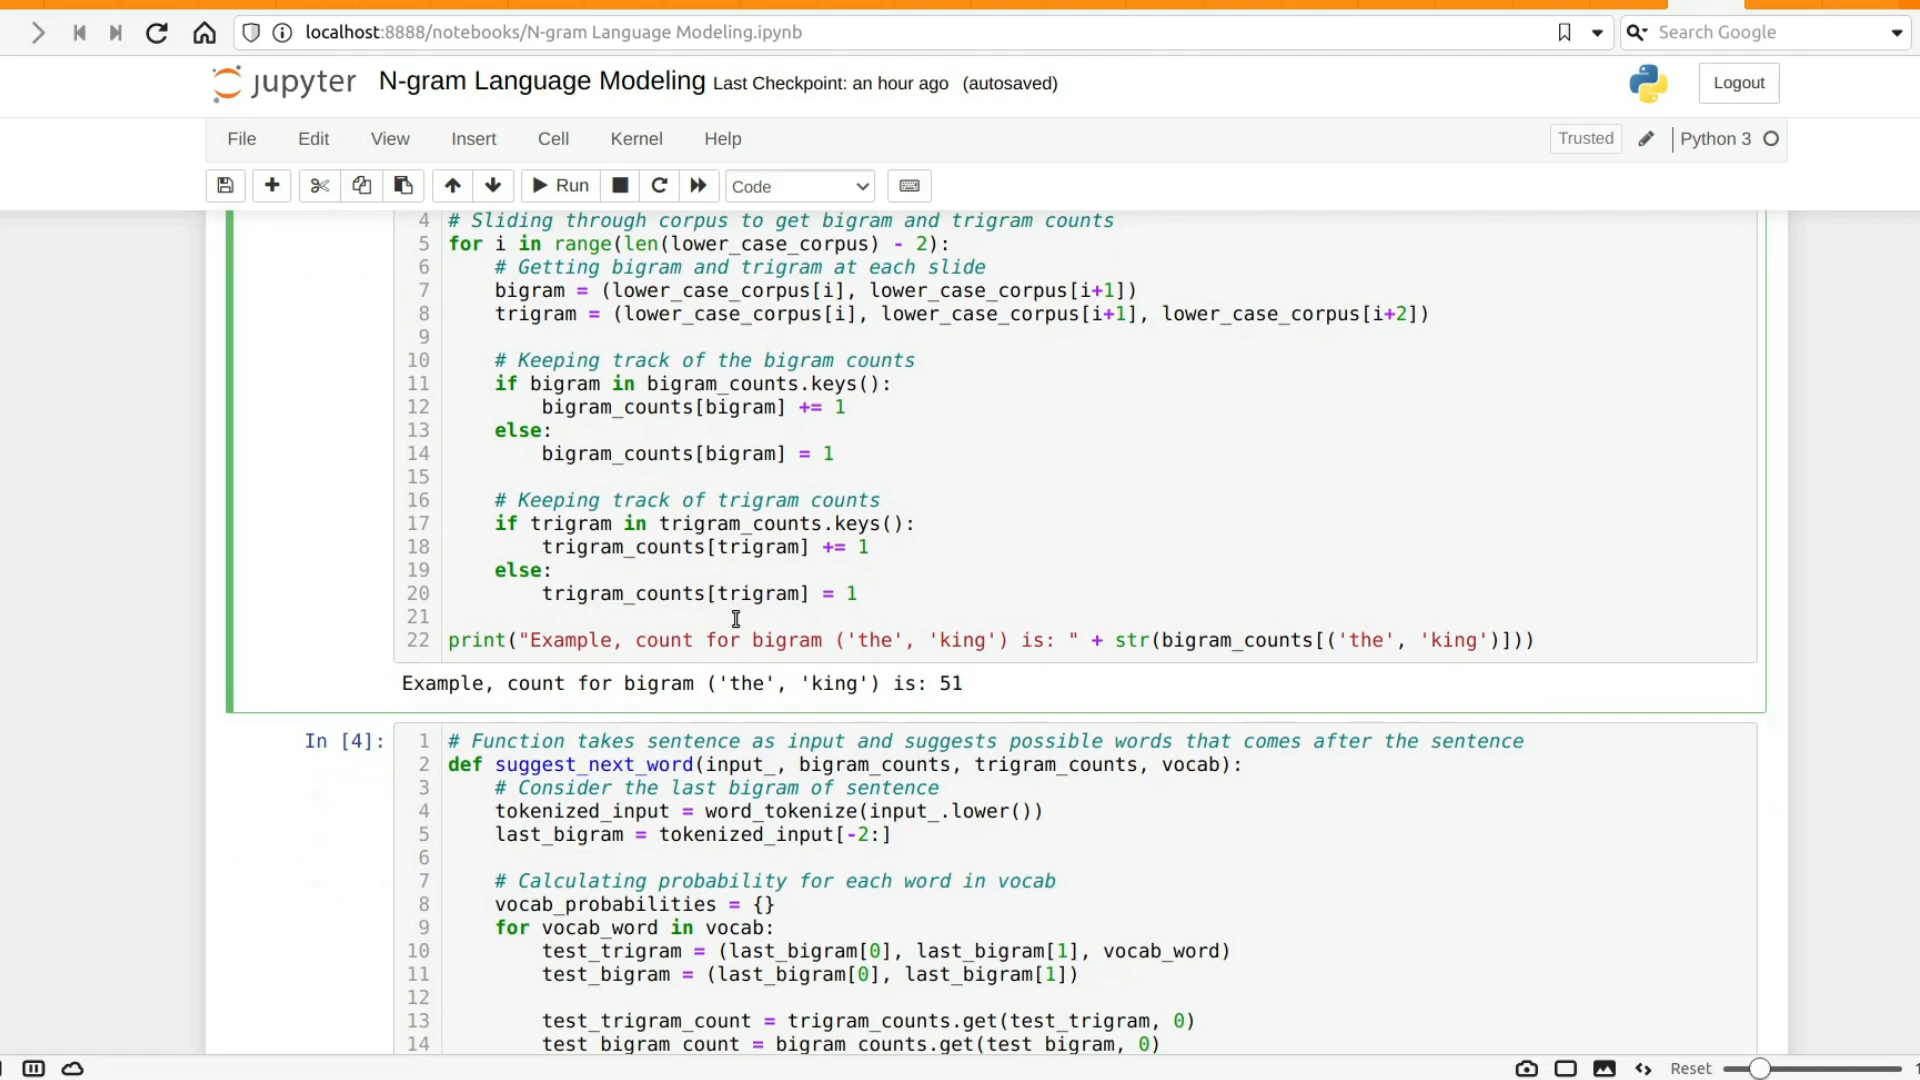 localhost:8888/notebooks/N-gram Language Modeling.ipynb
Search Google
jupyter N-gram Language Modeling Last Checkpoint: an hour ago (autosaved)
Logout
File Edit View Insert Cell Kernel Help
Trusted Python 3
Run Code
4 # Sliding through corpus to get bigram and trigram counts
5 for i in range(len(lower_case_corpus) - 2):
6     # Getting bigram and trigram at each slide
7     bigram = (lower_case_corpus[i], lower_case_corpus[i+1])
8     trigram = (lower_case_corpus[i], lower_case_corpus[i+1], lower_case_corpus[i+2])
9
10     # Keeping track of the bigram counts
11     if bigram in bigram_counts.keys():
12         bigram_counts[bigram] += 1
13     else:
14         bigram_counts[bigram] = 1
15
16     # Keeping track of trigram counts
17     if trigram in trigram_counts.keys():
18         trigram_counts[trigram] += 1
19     else:
20         trigram_counts[trigram] = 1
21
22 print("Example, count for bigram ('the', 'king') is: " + str(bigram_counts[('the', 'king')]))
Example, count for bigram ('the', 'king') is: 51
In [4]:
1 # Function takes sentence as input and suggests possible words that comes after the sentence
2 def suggest_next_word(input_, bigram_counts, trigram_counts, vocab):
3     # Consider the last bigram of sentence
4     tokenized_input = word_tokenize(input_.lower())
5     last_bigram = tokenized_input[-2:]
6
7     # Calculating probability for each word in vocab
8     vocab_probabilities = {}
9     for vocab_word in vocab:
10         test_trigram = (last_bigram[0], last_bigram[1], vocab_word)
11         test_bigram = (last_bigram[0], last_bigram[1])
12
13         test_trigram_count = trigram_counts.get(test_trigram, 0)
14         test_bigram_count = bigram_counts.get(test_bigram, 0)
Reset